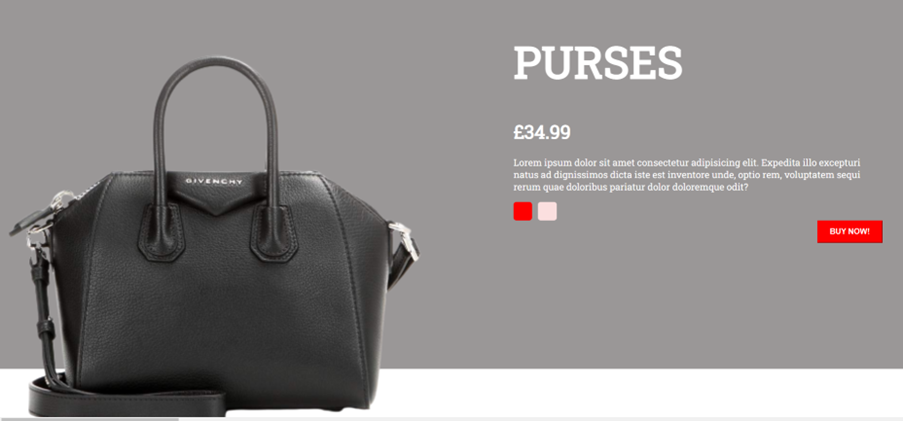 PURSES
GIVENCHY
£34.99
Lorem ipsum dolor sit amet consectetur adipisicing elit. Expedita illo excepturi
natus ad dignissimos dicta iste est inventore unde, optio rem, voluptatem sequi
rerum quae doloribus pariatur dolor doloremque odit?
BUY NOW!